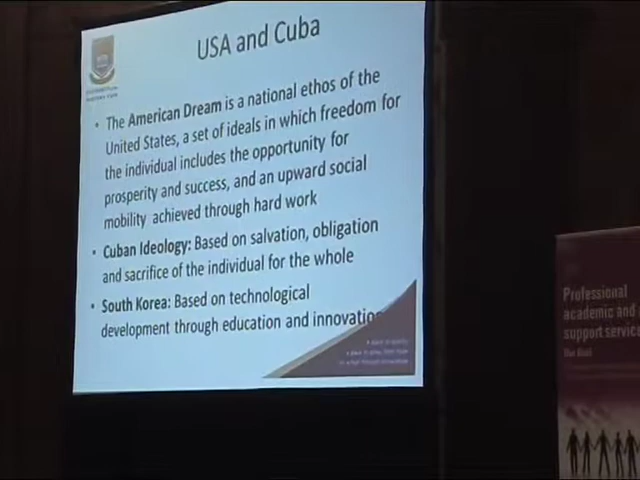 USA and Cuba
• The American Dream is a national ethos of the
United States, a set of ideals in which freedom for
the individual includes the opportunity for
prosperity and success, and an upward social
mobility achieved through hard work
• Cuban Ideology: Based on salvation, obligation
and sacrifice of the individual for the whole
• South Korea: Based on technological
development through education and innovation
Professional
academic and
support service